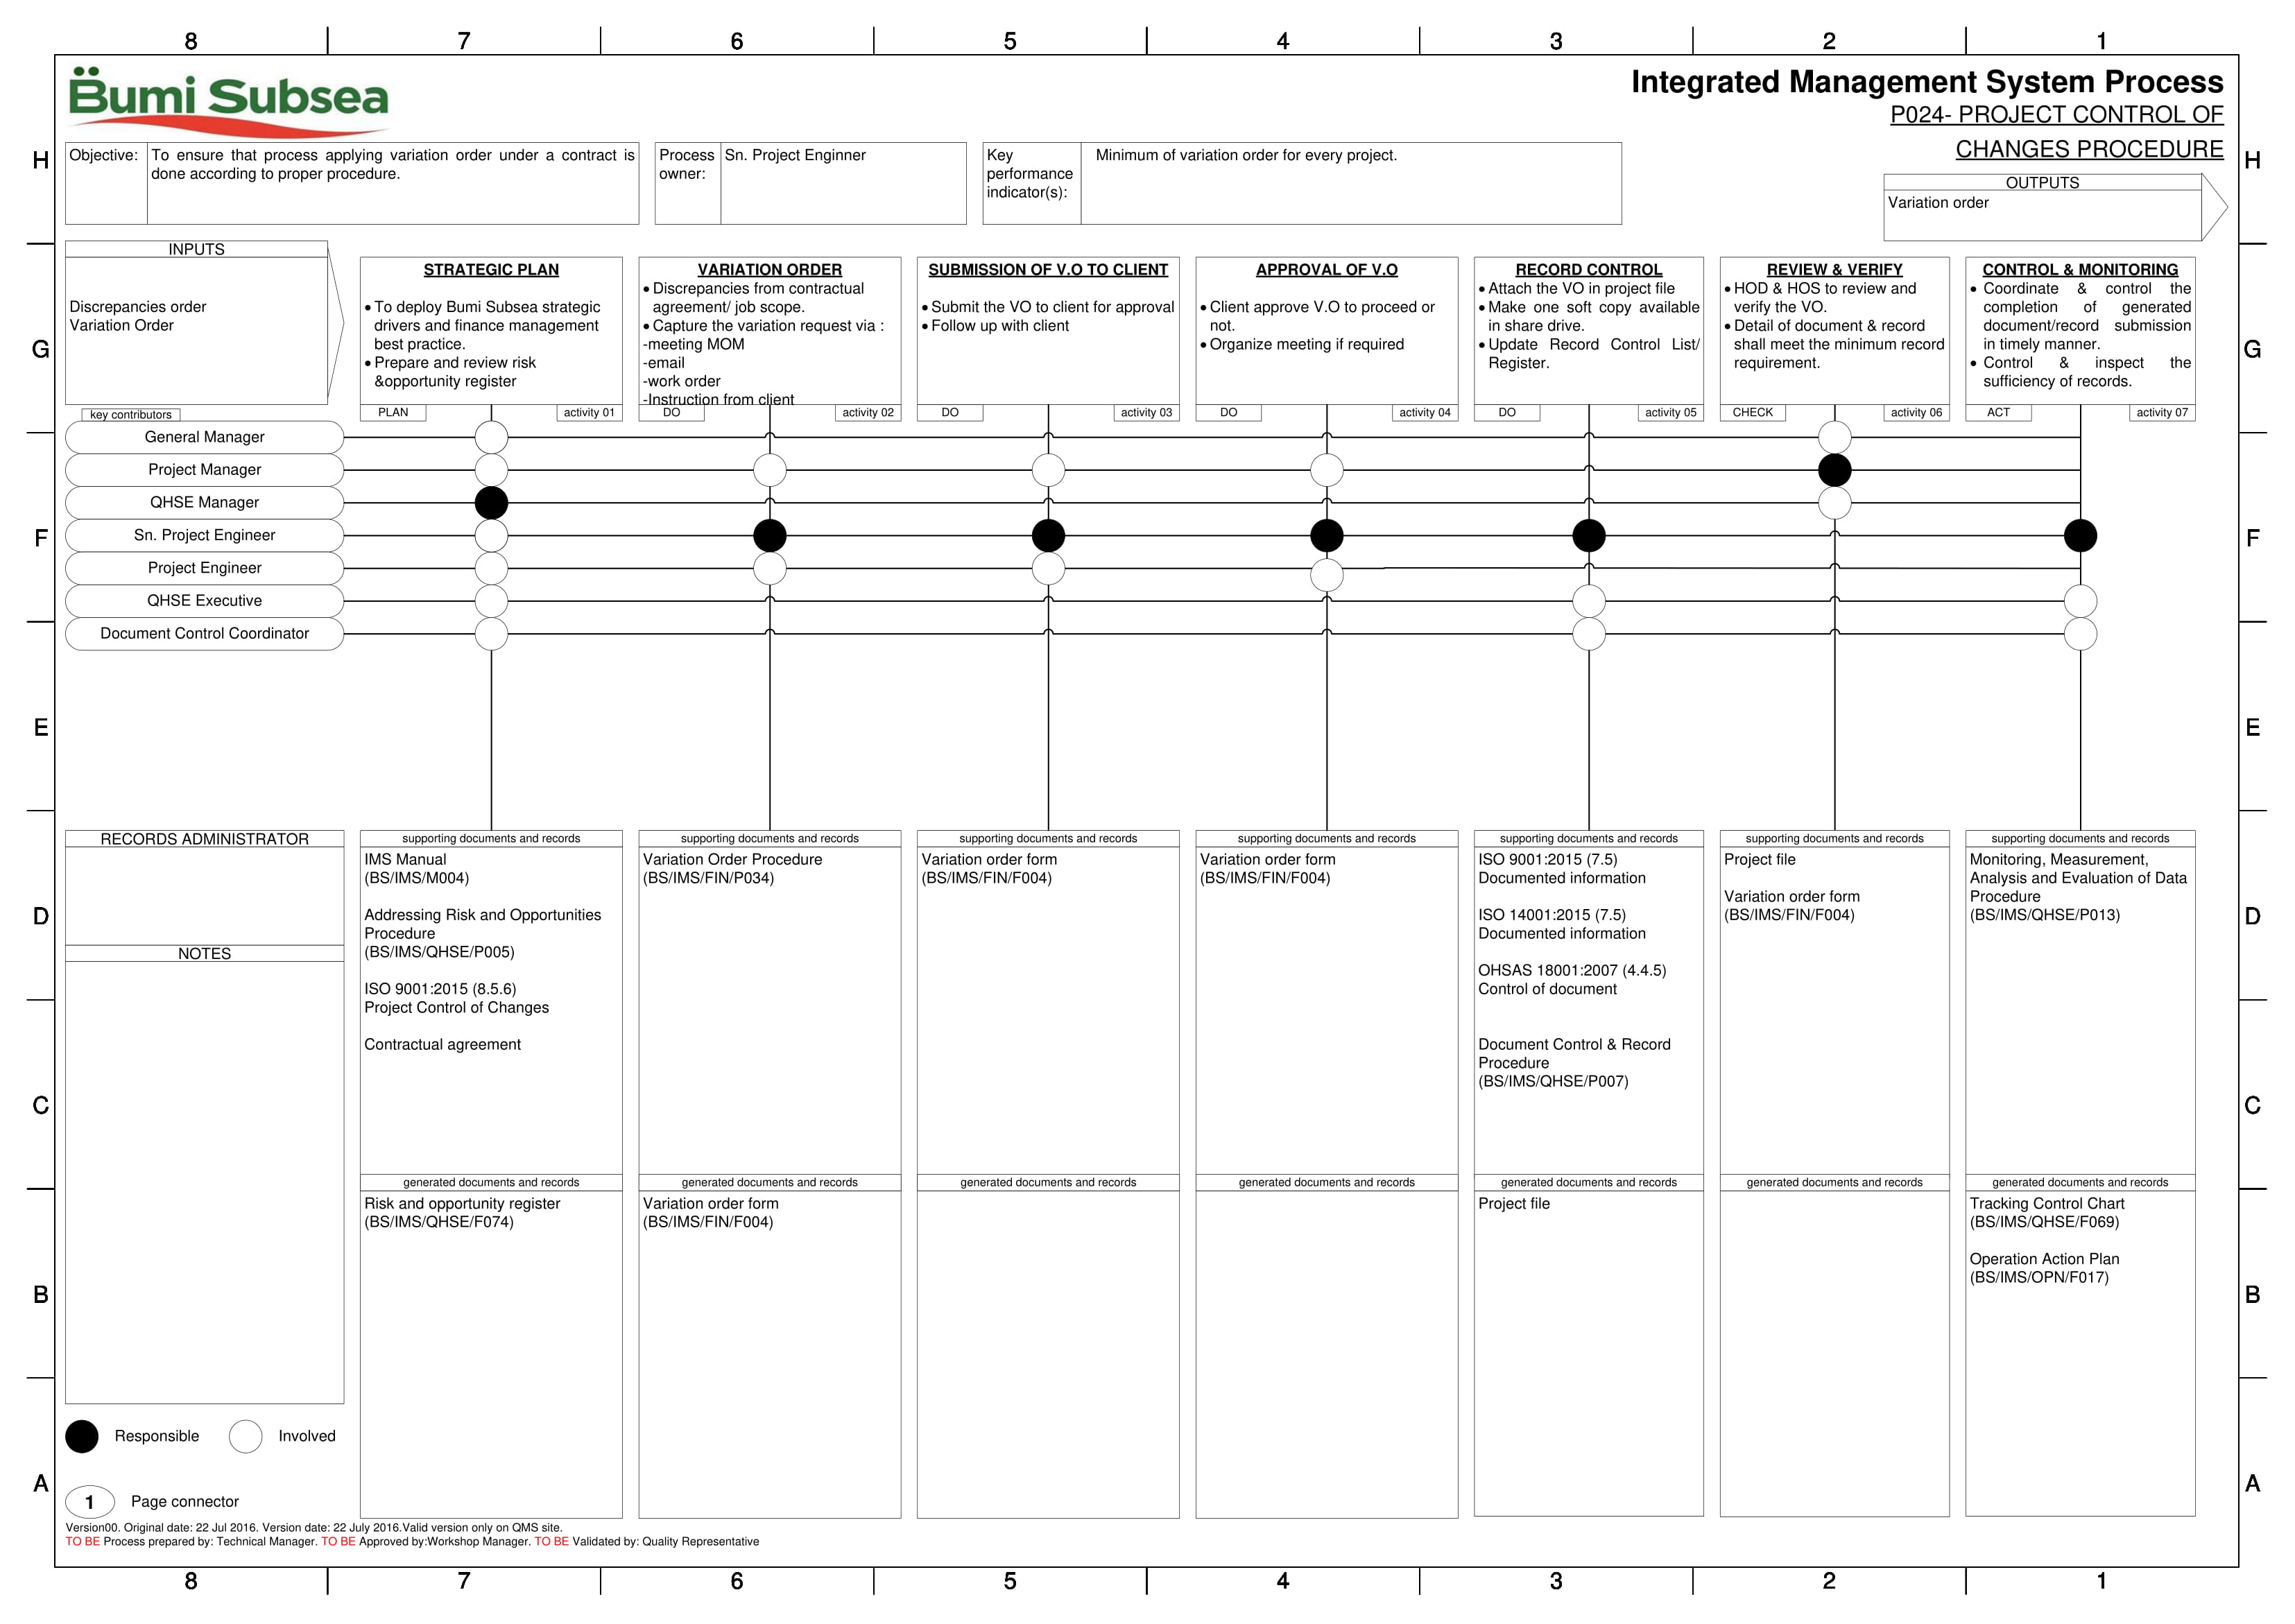 8 7 6 5 4 3 2 1
Bumi Subsea
Integrated Management System Process
P024- PROJECT CONTROL OF
CHANGES PROCEDURE
H
H
Objective:
To ensure that process applying variation order under a contract is
done according to proper procedure.
Process
owner:
Sn. Project Enginner
Key
performance
indicator(s):
Minimum of variation order for every project.
OUTPUTS
Variation order
INPUTS
Discrepancies order
Variation Order
G
G
STRATEGIC PLAN
• To deploy Bumi Subsea strategic
drivers and finance management
best practice.
• Prepare and review risk
&opportunity register
PLAN
activity 01
VARIATION ORDER
• Discrepancies from contractual
agreement/ job scope.
• Capture the variation request via :
-meeting MOM
-email
-work order
-Instruction from client
DO
activity 02
SUBMISSION OF V.O TO CLIENT
• Submit the VO to client for approval
• Follow up with client
DO
activity 03
APPROVAL OF V.O
• Client approve V.O to proceed or
not.
• Organize meeting if required
DO
activity 04
RECORD CONTROL
• Attach the VO in project file
• Make one soft copy available
in share drive.
• Update Record Control List/
Register.
DO
activity 05
REVIEW & VERIFY
• HOD & HOS to review and
verify the VO.
• Detail of document & record
shall meet the minimum record
requirement.
CHECK
activity 06
CONTROL & MONITORING
• Coordinate & control the
completion of generated
document/record submission
in timely manner.
• Control & inspect the
sufficiency of records.
ACT
activity 07
key contributors
General Manager
Project Manager
QHSE Manager
Sn. Project Engineer
Project Engineer
QHSE Executive
Document Control Coordinator
F
F
E
E
RECORDS ADMINISTRATOR
NOTES
D
D
supporting documents and records
IMS Manual
(BS/IMS/M004)
Addressing Risk and Opportunities
Procedure
(BS/IMS/QHSE/P005)
ISO 9001:2015 (8.5.6)
Project Control of Changes
Contractual agreement
supporting documents and records
Variation Order Procedure
(BS/IMS/FIN/P034)
supporting documents and records
Variation order form
(BS/IMS/FIN/F004)
supporting documents and records
Variation order form
(BS/IMS/FIN/F004)
supporting documents and records
ISO 9001:2015 (7.5)
Documented information
ISO 14001:2015 (7.5)
Documented information
OHSAS 18001:2007 (4.4.5)
Control of document
Document Control & Record
Procedure
(BS/IMS/QHSE/P007)
supporting documents and records
Project file
Variation order form
(BS/IMS/FIN/F004)
supporting documents and records
Monitoring, Measurement,
Analysis and Evaluation of Data
Procedure
(BS/IMS/QHSE/P013)
C
C
generated documents and records
Risk and opportunity register
(BS/IMS/QHSE/F074)
generated documents and records
Variation order form
(BS/IMS/FIN/F004)
generated documents and records
generated documents and records
generated documents and records
Project file
generated documents and records
generated documents and records
Tracking Control Chart
(BS/IMS/QHSE/F069)
Operation Action Plan
(BS/IMS/OPN/F017)
B
B
Responsible
Involved
A
A
1
Page connector
Version00. Original date: 22 Jul 2016. Version date: 22 July 2016.Valid version only on QMS site.
TO BE Process prepared by: Technical Manager. TO BE Approved by:Workshop Manager. TO BE Validated by: Quality Representative
8 7 6 5 4 3 2 1